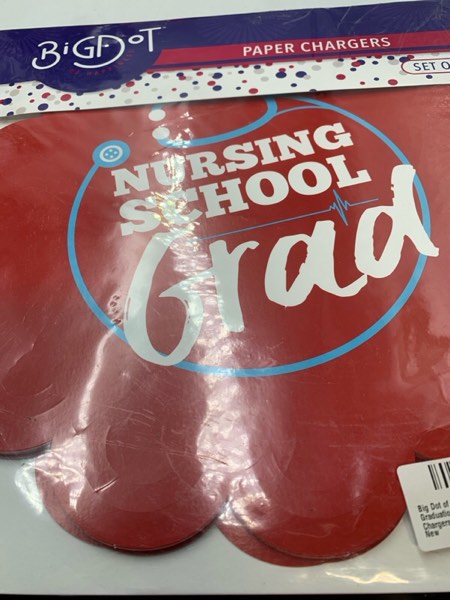 BiGDoT
PAPER CHARGERS
SET O
NURSING
SCHOOL
Grad
Big Dot of
Graduatio
Chargers
New